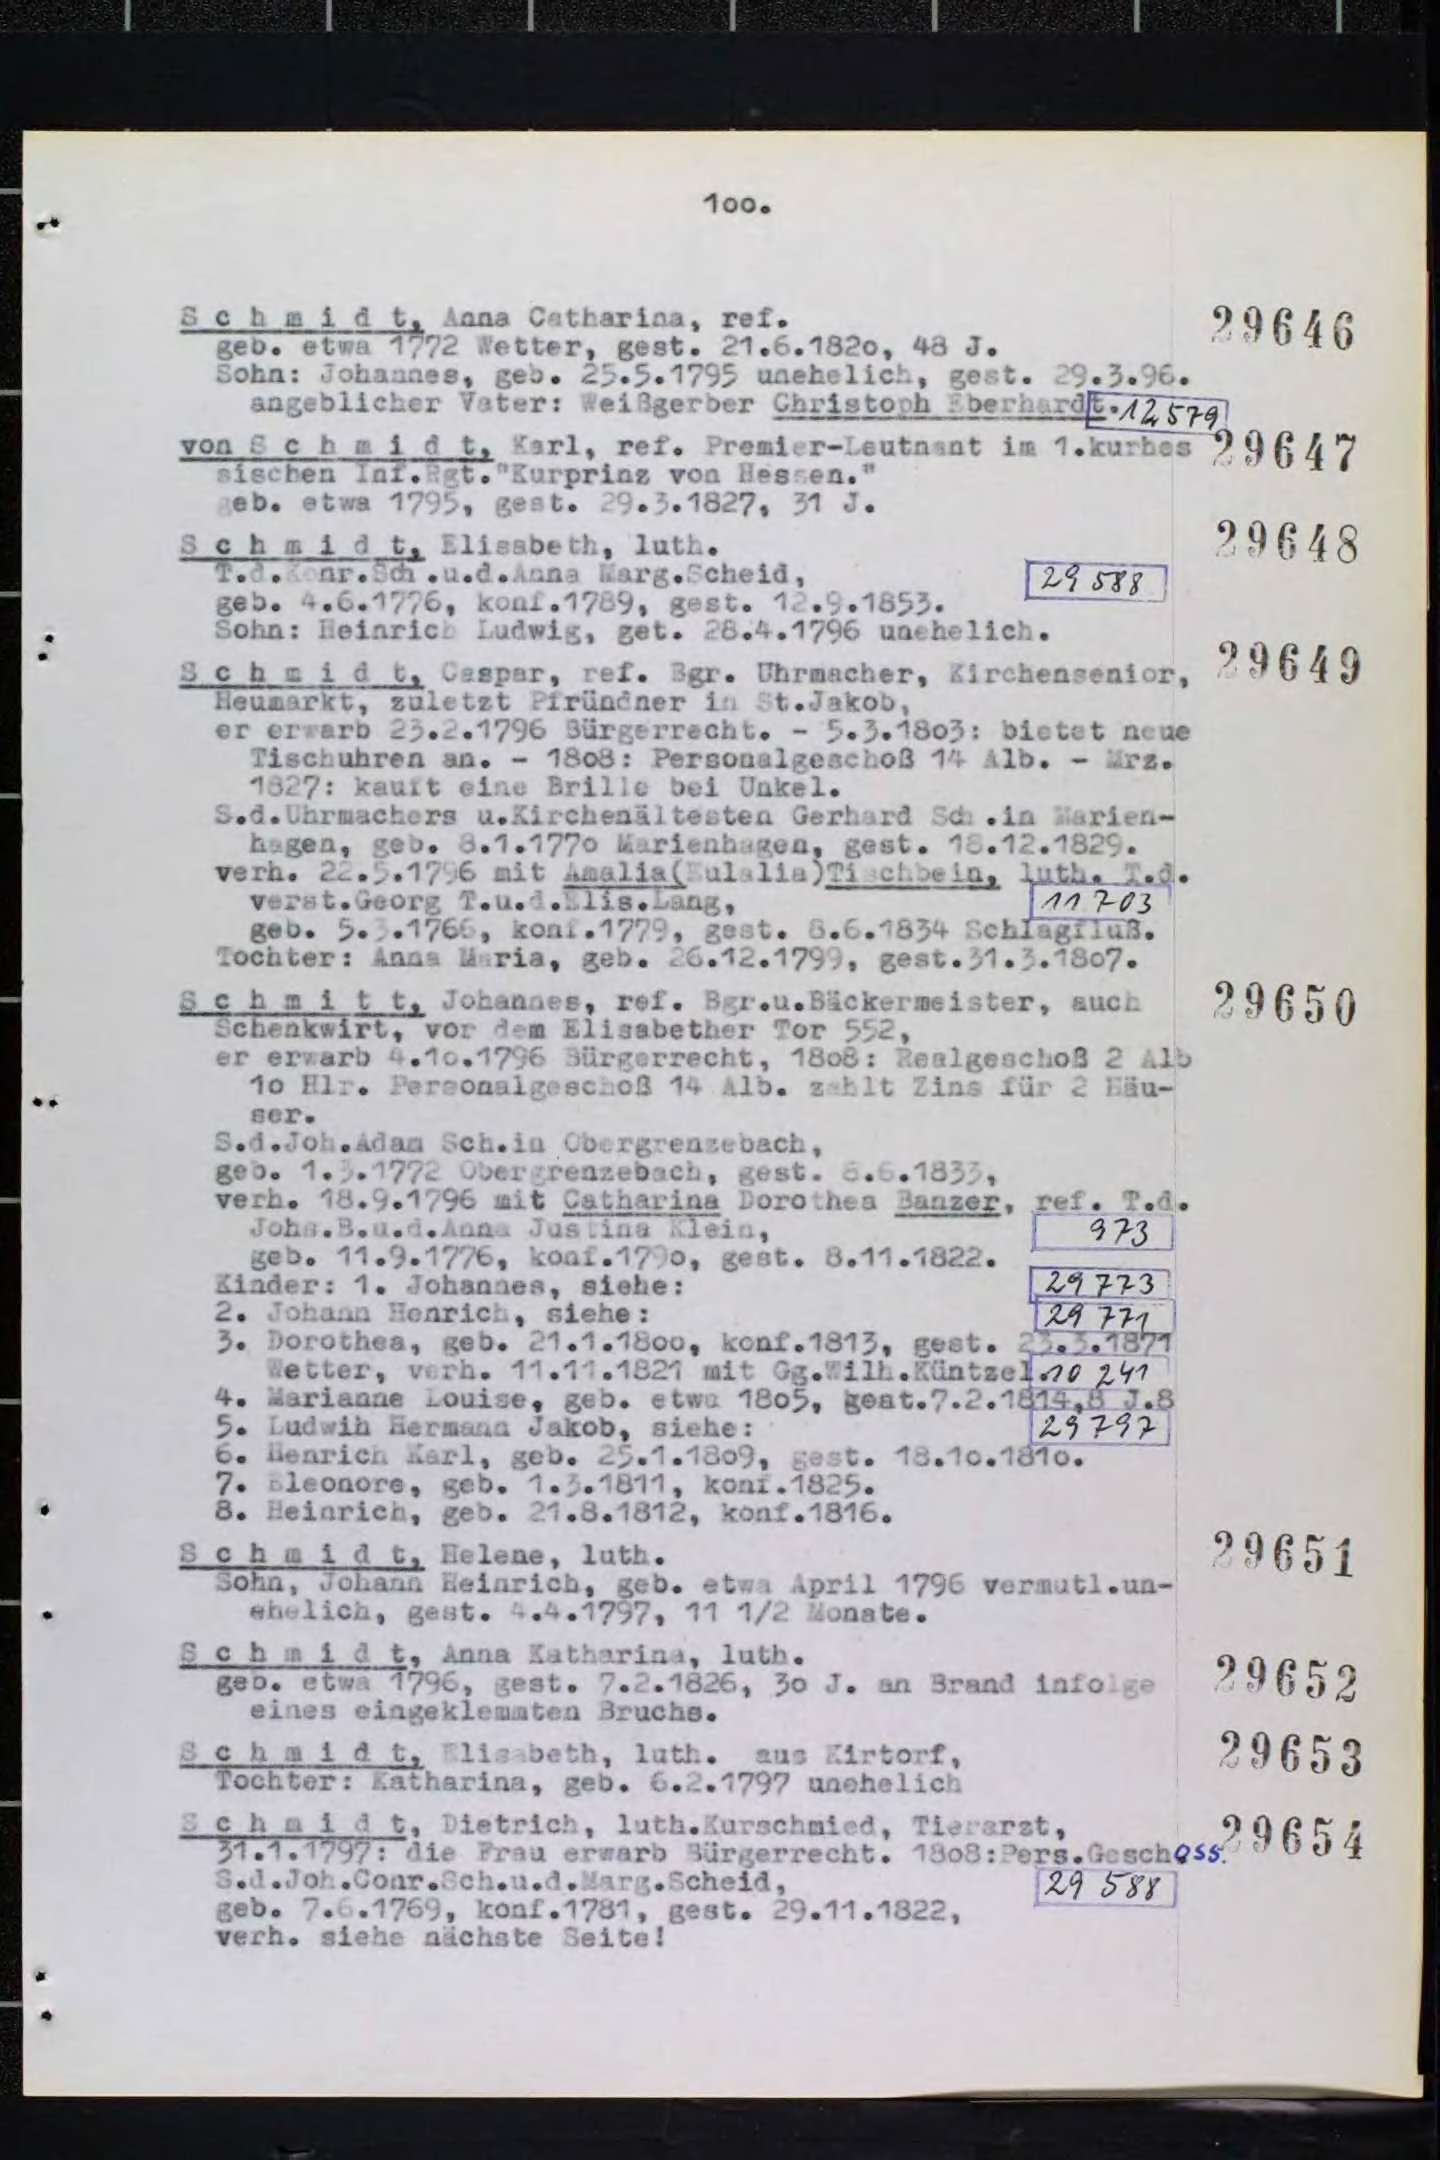 1oo.
S c h m i d t, Anna Catharina, ref. 29646
geb. etwa 1772 Wetter, gest. 21.6.182o, 48 J.
Sohn: Johannes, geb. 25.5.1795 unehelich, gest. 29.3.96.
angeblicher Vater: Weißgerber Christoph Eberhardt. 12579
von S c h m i d t, Karl, ref. Premier-Leutnant im 1.kurhes 29647
sischen Inf.Rgt."Kurprinz von Hessen."
geb. etwa 1795, gest. 29.3.1827, 31 J.
S c h m i d t, Elisabeth, luth. 29648
T.d.Konr.Sch.u.d.Anna Marg.Scheid, 29588
geb. 4.6.1776, konf.1789, gest. 12.9.1853.
Sohn: Heinrich Ludwig, get. 28.4.1796 unehelich.
S c h m i d t, Caspar, ref. Bgr. Uhrmacher, Kirchensenior, 29649
Heumarkt, zuletzt Pfründner in St.Jakob,
er erwarb 23.2.1796 Bürgerrecht. - 5.3.18o3: bietet neue
Tischuhren an. - 18o8: Personalgeschoß 14 Alb. - Mrz.
1827: kauft eine Brille bei Unkel.
S.d.Uhrmachers u.Kirchenältesten Gerhard Sch.in Marien-
hagen, geb. 8.1.177o Marienhagen, gest. 18.12.1829.
verh. 22.5.1796 mit Amalia(Eulalia)Tischbein, luth. T.d.
verst.Georg T.u.d.Elis.Lang, 11703
geb. 5.3.1766, konf.1779, gest. 8.6.1834 Schlagfluß.
Tochter: Anna Maria, geb. 26.12.1799, gest.31.3.18o7.
S c h m i t t, Johannes, ref. Bgr.u.Bäckermeister, auch 29650
Schenkwirt, vor dem Elisabether Tor 552,
er erwarb 4.1o.1796 Bürgerrecht, 18o8: Realgeschoß 2 Alb
1o Hlr. Personalgeschoß 14 Alb. zahlt Zins für 2 Häu-
ser.
S.d.Joh.Adam Sch.in Obergrenzebach,
geb. 1.3.1772 Obergrenzebach, gest. 8.6.1833,
verh. 18.9.1796 mit Catharina Dorothea Banzer, ref. T.d.
Johs.B.u.d.Anna Justina Klein, 973
geb. 11.9.1776, konf.179o, gest. 8.11.1822.
Kinder: 1. Johannes, siehe: 29773
2. Johann Henrich, siehe: 29771
3. Dorothea, geb. 21.1.18oo, konf.1813, gest. 23.3.1871
Wetter, verh. 11.11.1821 mit Gg.Wilh.Küntzel. 10241
4. Marianne Louise, geb. etwa 18o5, gest.7.2.1814,8 J.8
5. Ludwih Hermann Jakob, siehe: 29797
6. Henrich Karl, geb. 25.1.18o9, gest. 18.1o.181o.
7. Eleonore, geb. 1.3.1811, konf.1825.
8. Heinrich, geb. 21.8.1812, konf.1816.
S c h m i d t, Helene, luth. 29651
Sohn, Johann Heinrich, geb. etwa April 1796 vermutl.un-
ehelich, gest. 4.4.1797, 11 1/2 Monate.
S c h m i d t, Anna Katharina, luth. 29652
geb. etwa 1796, gest. 7.2.1826, 3o J. an Brand infolge
eines eingeklemmten Bruchs.
S c h m i d t, Elisabeth, luth. aus Kirtorf, 29653
Tochter: Katharina, geb. 6.2.1797 unehelich
S c h m i d t, Dietrich, luth.Kurschmied, Tierarzt, 29654
31.1.1797: die Frau erwarb Bürgerrecht. 18o8:Pers.Geschoss.
S.d.Joh.Conr.Sch.u.d.Marg.Scheid, 29588
geb. 7.6.1769, konf.1781, gest. 29.11.1822,
verh. siehe nächste Seite!